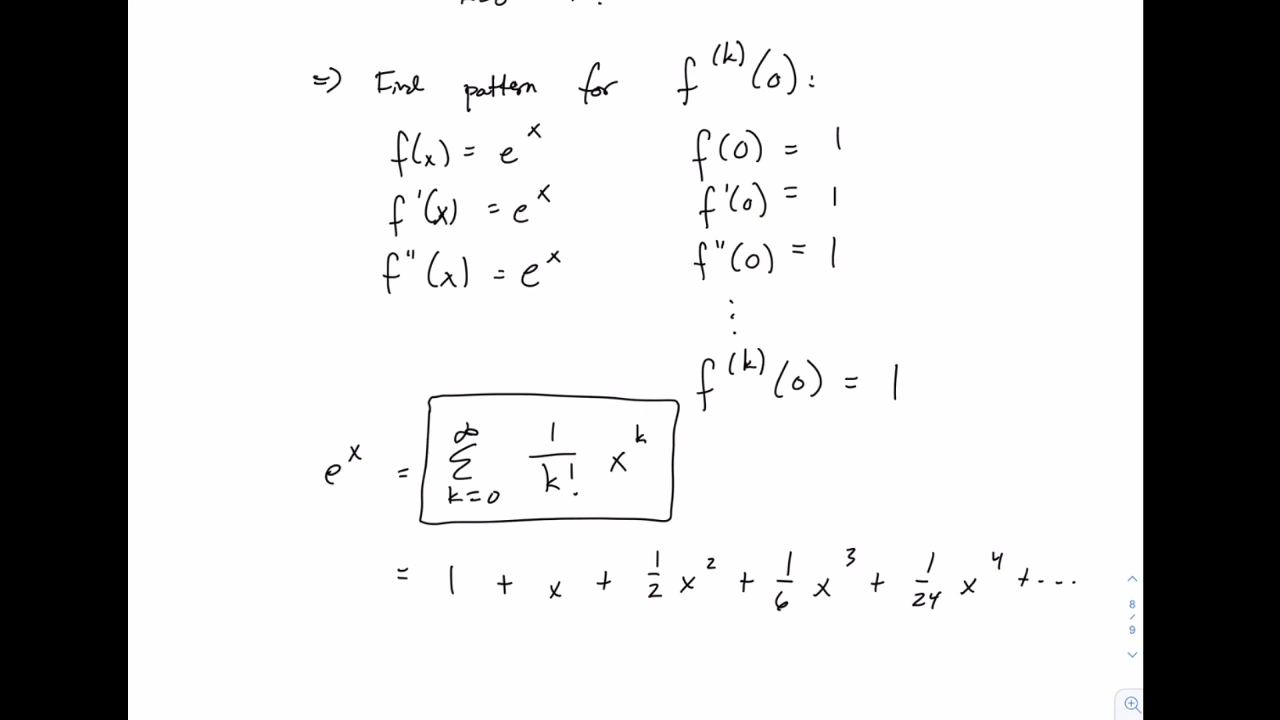 ⇒ Find pattern for f^(k)(0):
f(x) = e^x f(0) = 1
f'(x) = e^x f'(0) = 1
f"(x) = e^x f"(0) = 1
⋮
f^(k)(0) = 1
e^x = ∞ Σ k=0 1/k! x^k
= 1 + x + 1/2 x^2 + 1/6 x^3 + 1/24 x^4 + ...
8
/
9